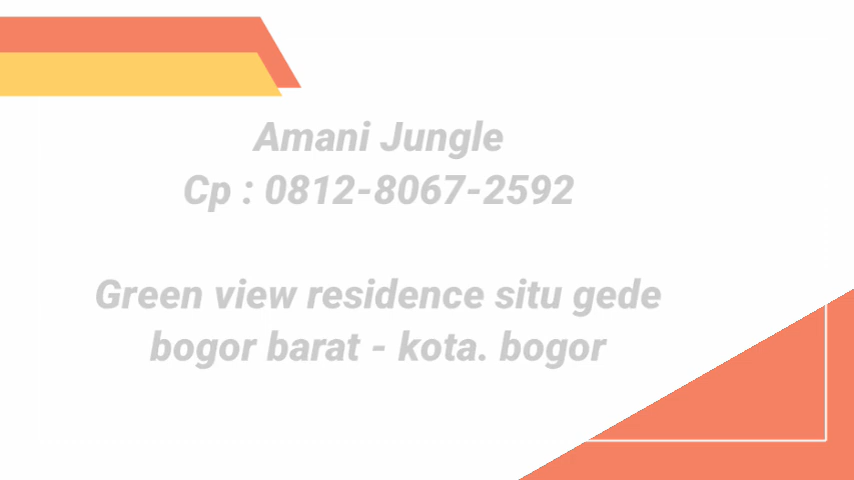 Amani Jungle
Cp : 0812-8067-2592
Green view residence situ gede
bogor barat - kota. bogor